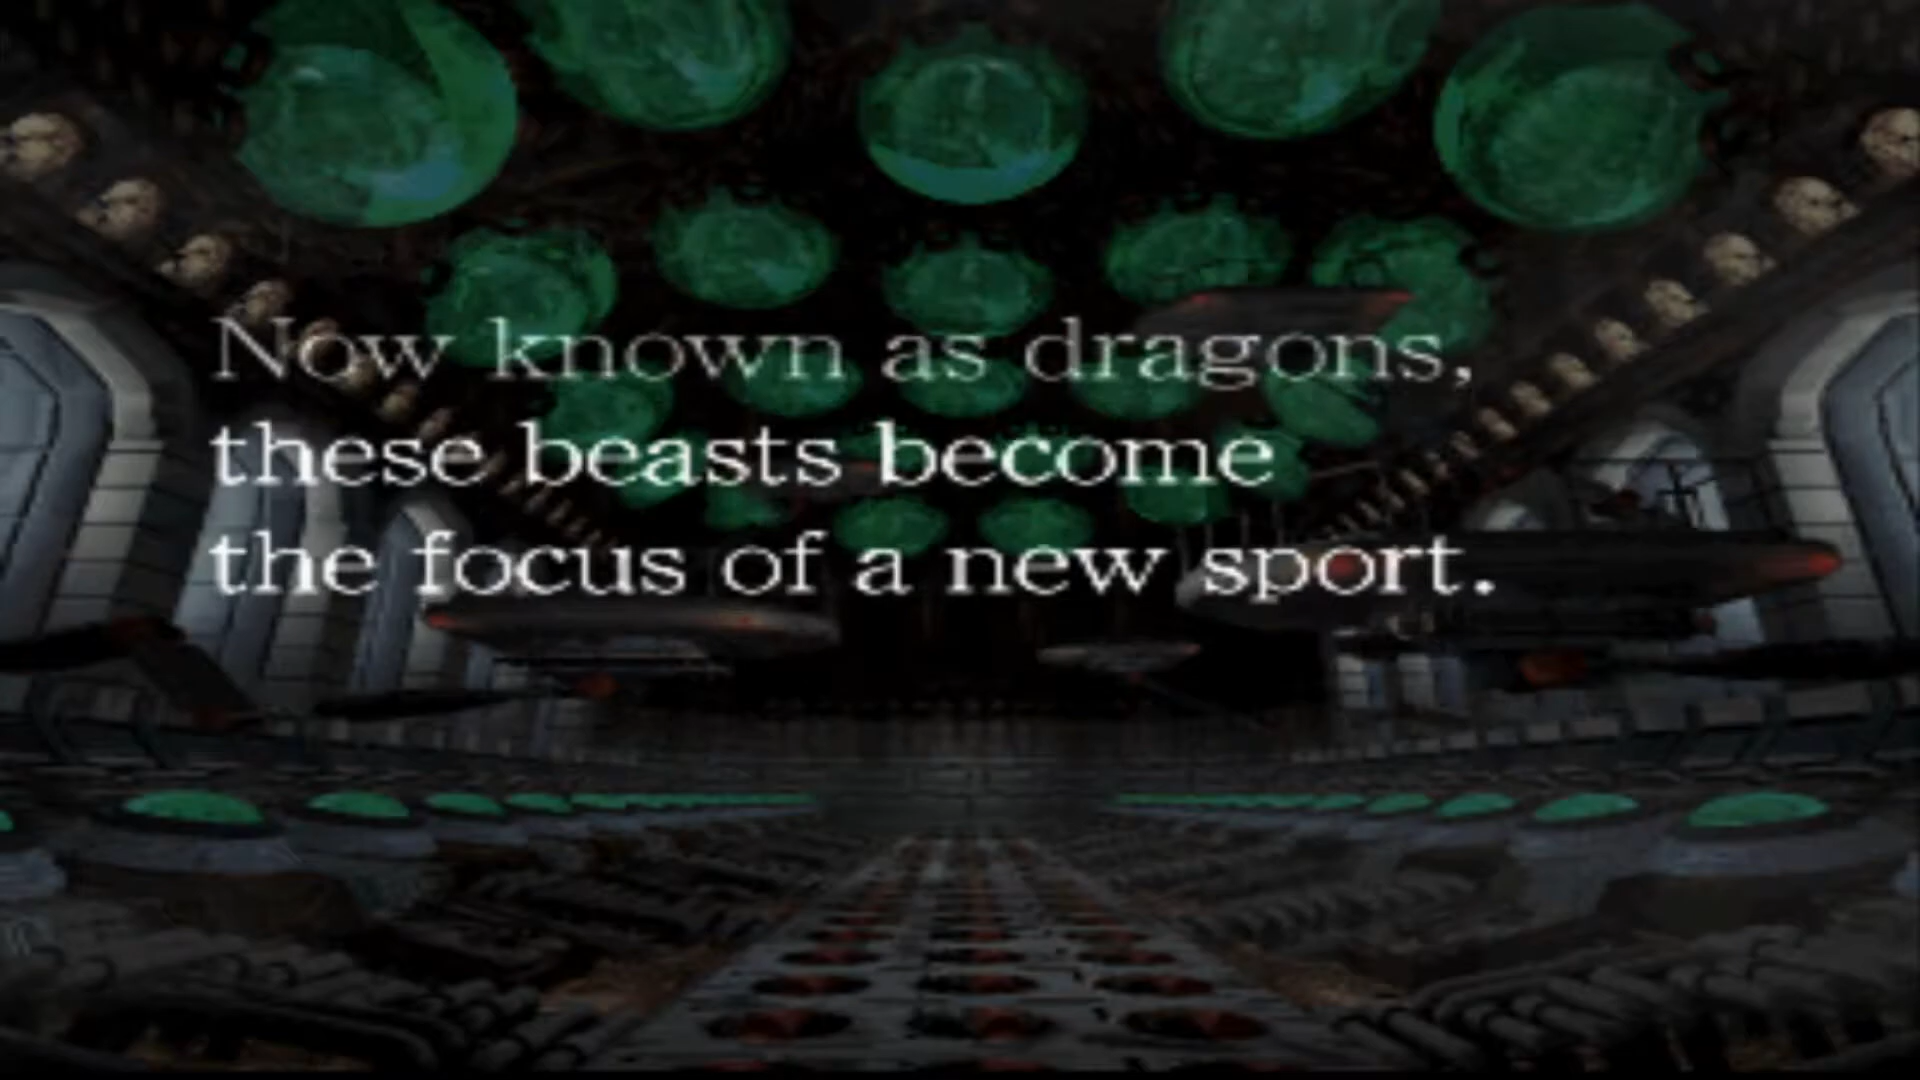 Now known as dragons,
these beasts become
the focus of a new sport.